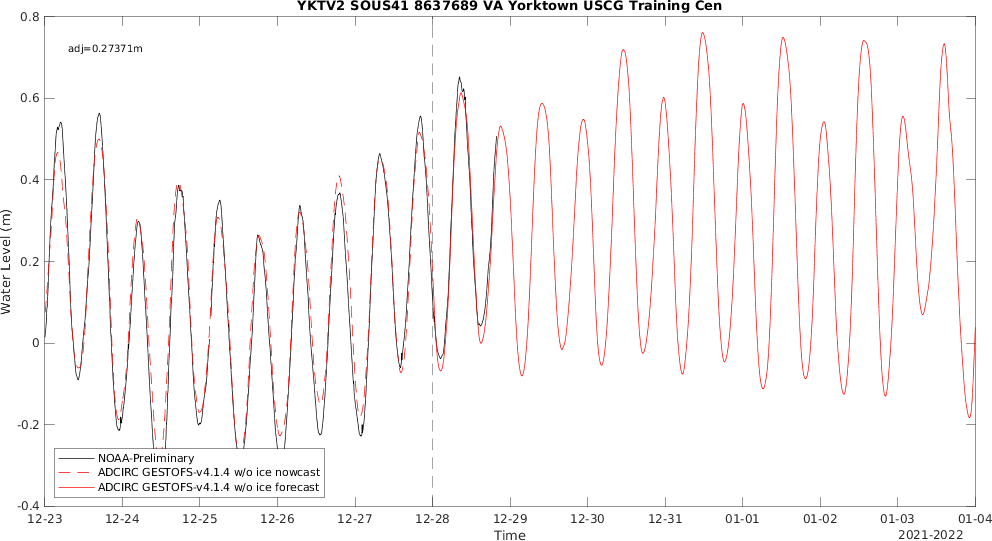 YKTV2 SOUS41 8637689 VA Yorktown USCG Training Cen
adj=0.27371m
Water Level (m)
0.8
0.6
0.4
0.2
0
-0.2
-0.4
NOAA-Preliminary
ADCIRC GESTOFS-v4.1.4 w/o ice nowcast
ADCIRC GESTOFS-v4.1.4 w/o ice forecast
12-23 12-24 12-25 12-26 12-27 12-28 12-29 12-30 12-31 01-01 01-02 01-03 01-04
Time
2021-2022